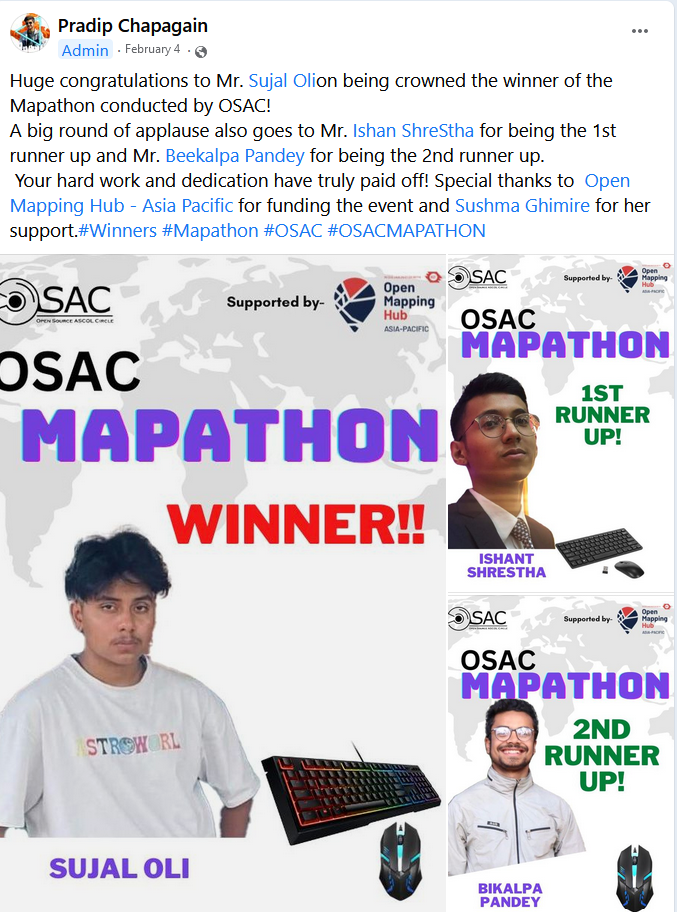 Pradip Chapagain
Admin · February 4 ·
Huge congratulations to Mr. Sujal Olion being crowned the winner of the
Mapathon conducted by OSAC!
A big round of applause also goes to Mr. Ishan ShreStha for being the 1st
runner up and Mr. Beekalpa Pandey for being the 2nd runner up.
Your hard work and dedication have truly paid off! Special thanks to Open
Mapping Hub - Asia Pacific for funding the event and Sushma Ghimire for her
support.#Winners #Mapathon #OSAC #OSACMAPATHON
OSAC
OPEN SOURCE ASCOL CIRCLE
Supported by-
Open
Mapping
Hub
ASIA-PACIFIC
OSAC
MAPATHON
WINNER!!
ASTROWORL
SUJAL OLI
OSAC
Supported by-
Open
Mapping
Hub
ASIA-PACIFIC
OSAC
MAPATHON
1ST
RUNNER
UP!
ISHANT
SHRESTHA
OSAC
Supported by-
Open
Mapping
Hub
ASIA-PACIFIC
OSAC
MAPATHON
2ND
RUNNER
UP!
BIKALPA
PANDEY